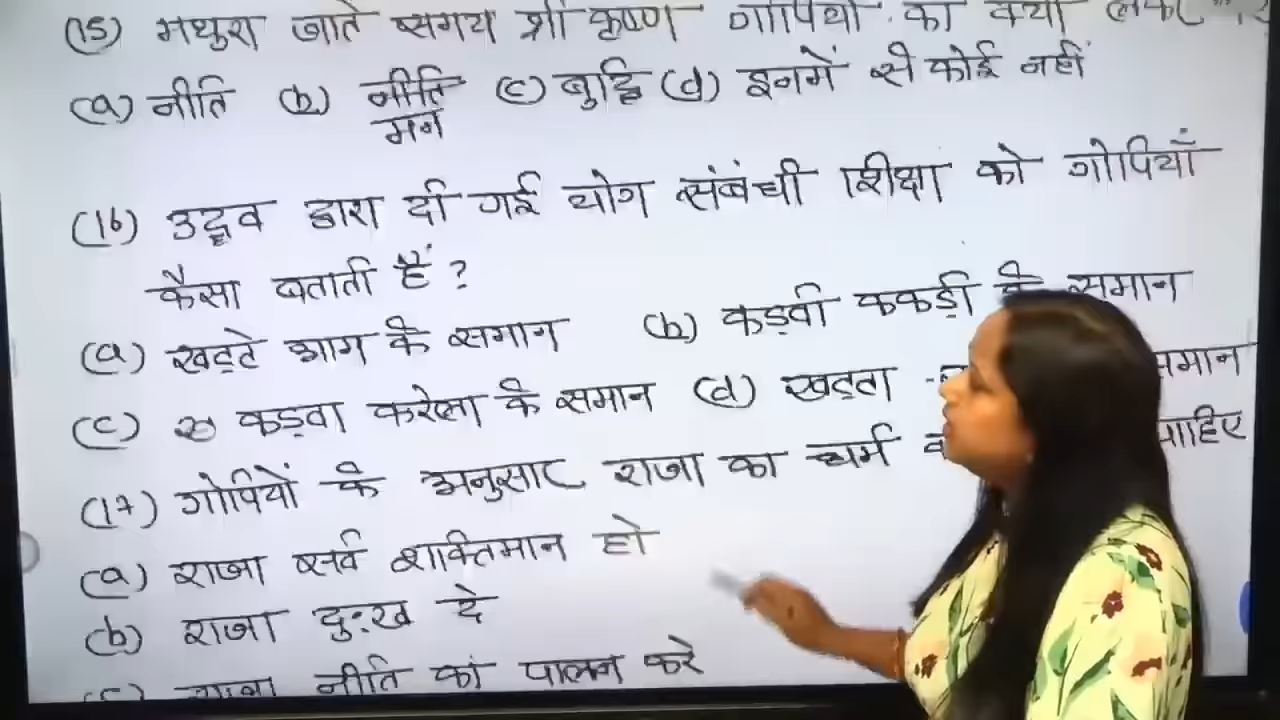 (15) मथुरा जाते समय श्री कृष्ण गोपियों का क्या लेकर
(a) नीति (b) नीति (c) बुद्धि (d) इनमें से कोई नहीं
मन
(16) उद्धव द्वारा दी गई योग संबंधी शिक्षा को गोपियाँ
कैसा बताती हैं ?
(a) खट्टे आम के समान (b) कड़वी ककड़ी के समान
(c) कड़वा करेला के समान (d) खट्टा समान
(17) गोपियों के अनुसार राजा का धर्म चाहिए
(a) राजा सर्व शक्तिमान हो
(b) राजा दुःख दे
(c) राजा नीति का पालन करे